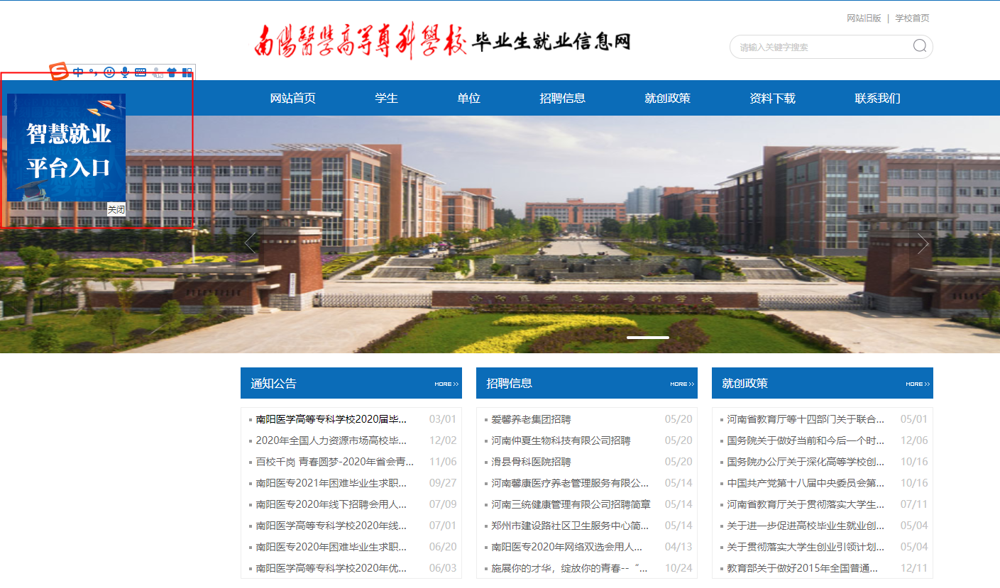 网站旧版 | 学校首页
南陽醫學高等專科學校 毕业生就业信息网
请输入关键字搜索
中
网站首页 学生 单位 招聘信息 就创政策 资料下载 联系我们
智慧就业
平台入口
关闭
通知公告 MORE >>
南阳医学高等专科学校2020届毕... 03/01
2020年全国人力资源市场高校毕... 12/02
百校千岗 青春圆梦-2020年省会青... 11/06
南阳医专2021年困难毕业生求职... 09/27
南阳医专2020年线下招聘会用人... 07/09
南阳医学高等专科学校2020年线... 07/01
南阳医专2020年困难毕业生求职... 06/20
南阳医学高等专科学校2020年优... 06/03
招聘信息 MORE >>
爱馨养老集团招聘 05/20
河南仲夏生物科技有限公司招聘 05/20
滑县骨科医院招聘 05/20
河南馨康医疗养老管理服务有限公... 05/14
河南三统健康管理有限公司招聘简章 05/14
郑州市建设路社区卫生服务中心简... 05/14
南阳医专2020年网络双选会用人... 04/13
施展你的才华，绽放你的青春--“... 10/24
就创政策 MORE >>
河南省教育厅等十四部门关于联合... 05/01
国务院关于做好当前和今后一个时... 12/06
国务院办公厅关于深化高等学校创... 10/16
中国共产党第十八届中央委员会第... 10/16
河南省教育厅关于贯彻落实大学生... 07/11
关于进一步促进高校毕业生就业创... 05/04
关于贯彻落实大学生创业引领计划... 05/04
教育部关于做好2015年全国普通... 12/11